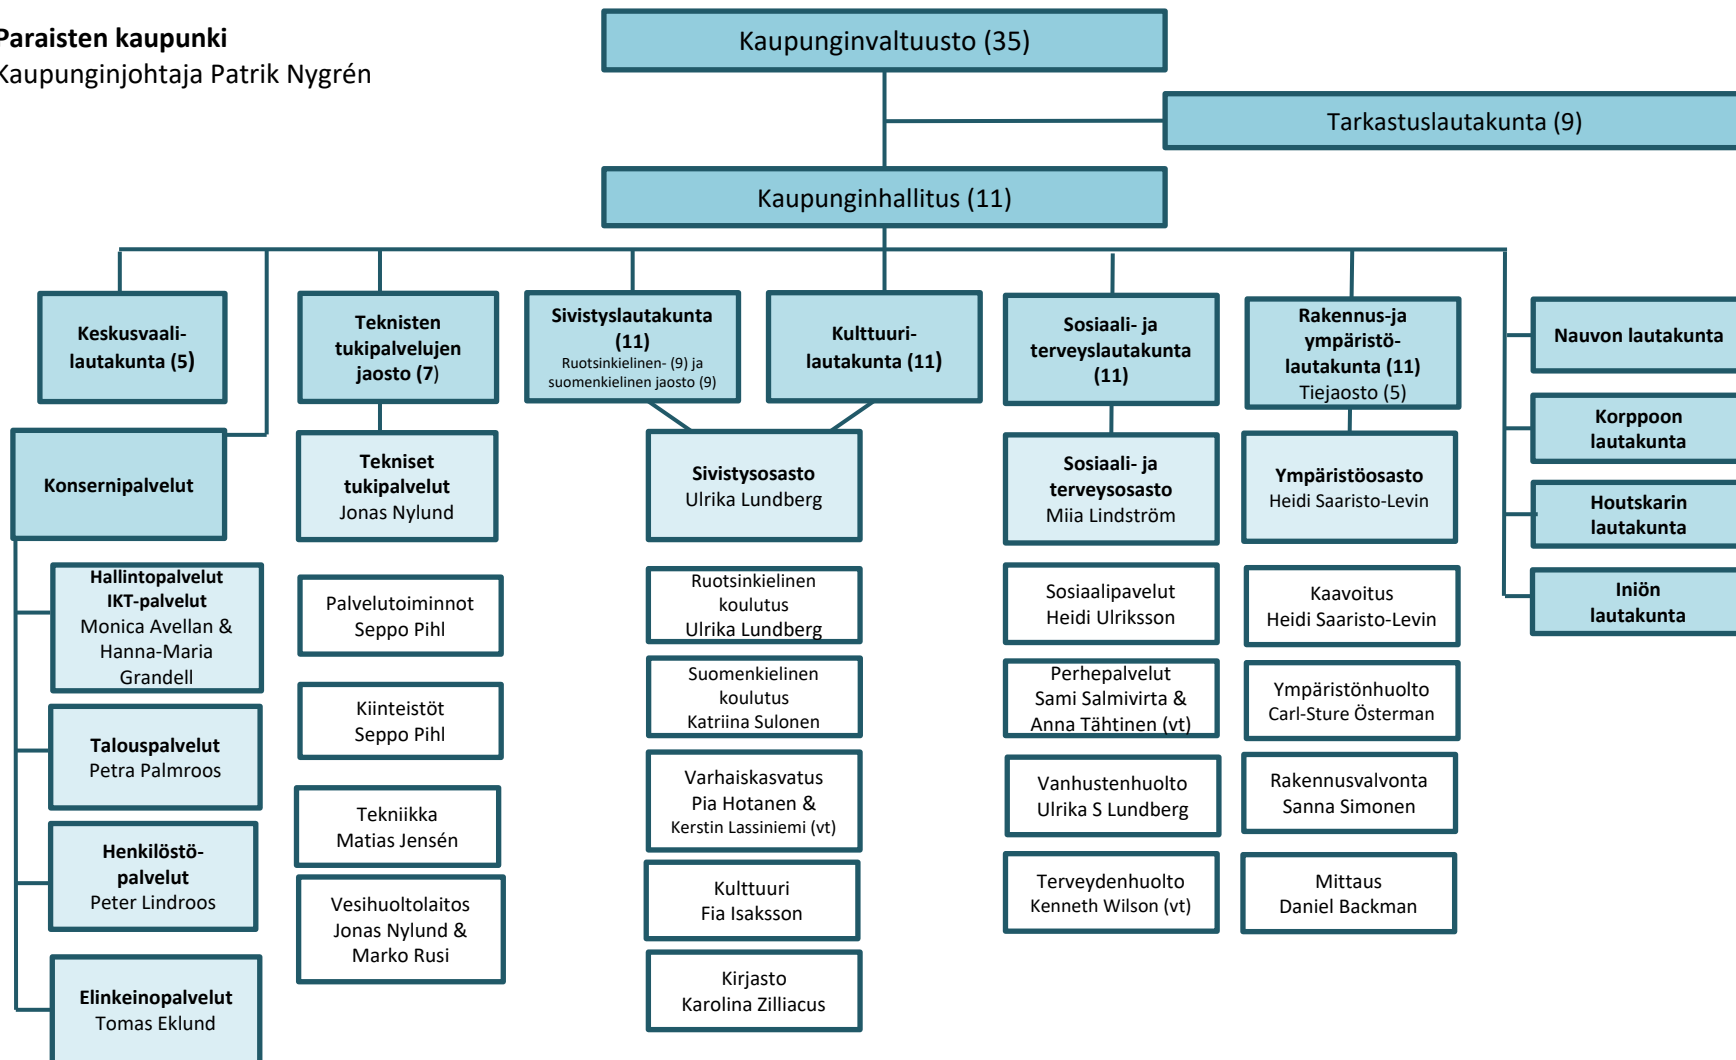 Paraisten kaupunki
Kaupunginjohtaja Patrik Nygrén
Kaupunginvaltuusto (35)
Tarkastuslautakunta (9)
Kaupunginhallitus (11)
Keskusvaali-
lautakunta (5)
Teknisten
tukipalvelujen
jaosto (7)
Sivistyslautakunta
(11)
Ruotsinkielinen- (9) ja
suomenkielinen jaosto (9)
Kulttuuri-
lautakunta (11)
Sosiaali- ja
terveyslautakunta
(11)
Rakennus-ja
ympäristö-
lautakunta (11)
Tiejaosto (5)
Nauvon lautakunta
Korppoon
lautakunta
Houtskarin
lautakunta
Iniön
lautakunta
Konsernipalvelut
Hallintopalvelut
IKT-palvelut
Monica Avellan &
Hanna-Maria
Grandell
Talouspalvelut
Petra Palmroos
Henkilöstö-
palvelut
Peter Lindroos
Elinkeinopalvelut
Tomas Eklund
Tekniset
tukipalvelut
Jonas Nylund
Palvelutoiminnot
Seppo Pihl
Kiinteistöt
Seppo Pihl
Tekniikka
Matias Jensén
Vesihuoltolaitos
Jonas Nylund &
Marko Rusi
Sivistysosasto
Ulrika Lundberg
Ruotsinkielinen
koulutus
Ulrika Lundberg
Suomenkielinen
koulutus
Katriina Sulonen
Varhaiskasvatus
Pia Hotanen &
Kerstin Lassiniemi (vt)
Kulttuuri
Fia Isaksson
Kirjasto
Karolina Zilliacus
Sosiaali- ja
terveysosasto
Miia Lindström
Sosiaalipavelut
Heidi Ulriksson
Perhepalvelut
Sami Salmivirta &
Anna Tähtinen (vt)
Vanhustenhuolto
Ulrika S Lundberg
Terveydenhuolto
Kenneth Wilson (vt)
Ympäristöosasto
Heidi Saaristo-Levin
Kaavoitus
Heidi Saaristo-Levin
Ympäristönhuolto
Carl-Sture Österman
Rakennusvalvonta
Sanna Simonen
Mittaus
Daniel Backman